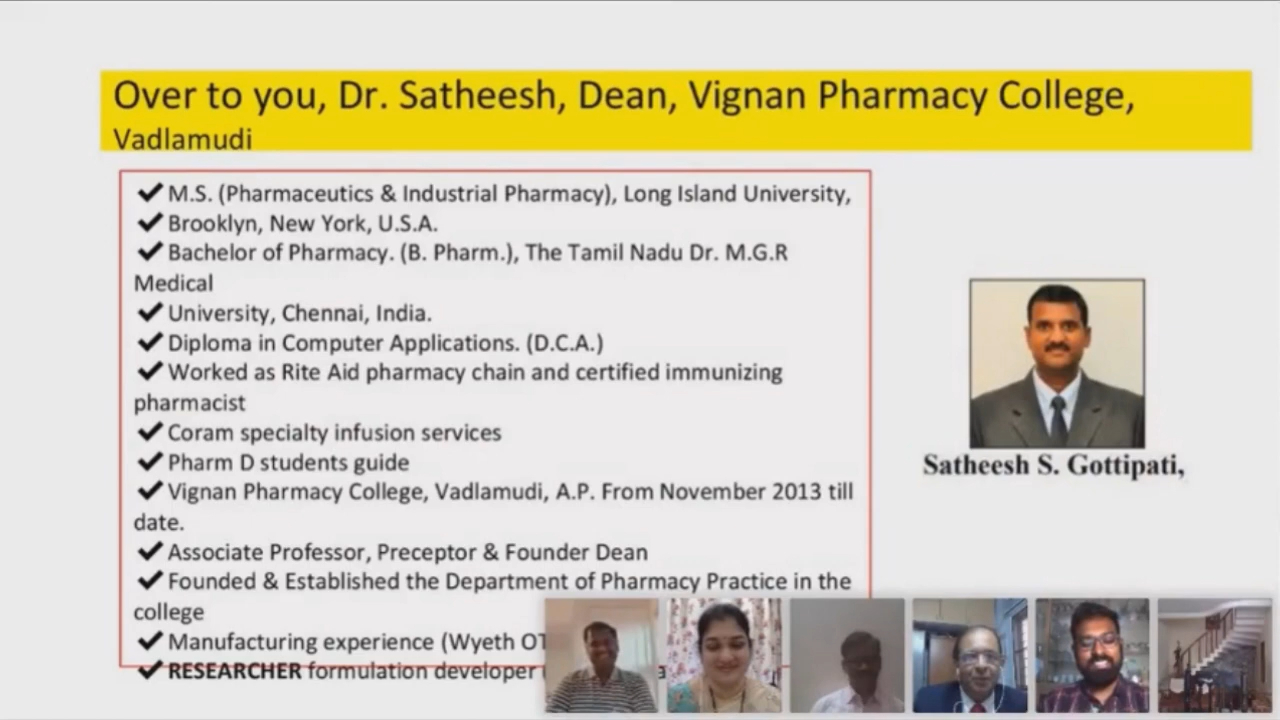 Over to you, Dr. Satheesh, Dean, Vignan Pharmacy College,
Vadlamudi
✔ M.S. (Pharmaceutics & Industrial Pharmacy), Long Island University,
✔ Brooklyn, New York, U.S.A.
✔ Bachelor of Pharmacy. (B. Pharm.), The Tamil Nadu Dr. M.G.R
Medical
✔ University, Chennai, India.
✔ Diploma in Computer Applications. (D.C.A.)
✔ Worked as Rite Aid pharmacy chain and certified immunizing
pharmacist
✔ Coram specialty infusion services
✔ Pharm D students guide
✔ Vignan Pharmacy College, Vadlamudi, A.P. From November 2013 till
date.
✔ Associate Professor, Preceptor & Founder Dean
✔ Founded & Established the Department of Pharmacy Practice in the
college
✔ Manufacturing experience (Wyeth
✔ RESEARCHER formulation developer
Satheesh S. Gottipati,